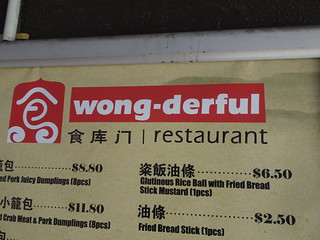 wong-derful
食库门 | restaurant
包 $8.80
Pork Juicy Dumplings (8pcs)
小籠包 $11.80
Crab Meat & Pork Dumplings (8pcs)
包
粢飯油條 $6.50
Glutinous Rice Ball with Fried Bread
Stick Mustard (1pcs)
油條 $2.50
Fried Bread Stick (1pcs)